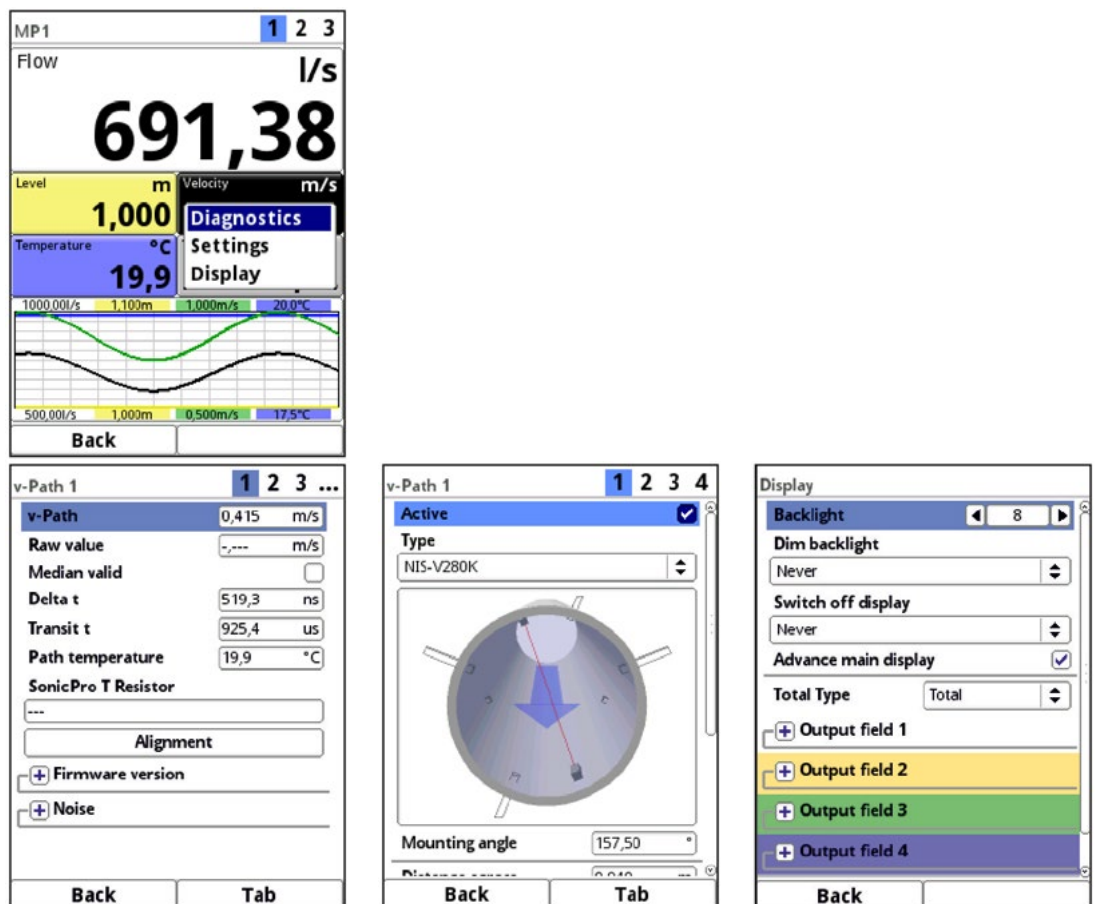 MP1 1 2 3
Flow l/s
691,38
Level m Velocity m/s
1,000
Diagnostics
Settings
Display
Temperature °C
19,9
1000,00l/s 1,100m 1,000m/s 20,0°C
500,00l/s 1,000m 0,500m/s 17,5°C
Back
v-Path 1 1 2 3 ...
v-Path 0,415 m/s
Raw value -,--- m/s
Median valid
Delta t 519,3 ns
Transit t 925,4 us
Path temperature 19,9 °C
SonicPro T Resistor
---
Alignment
+ Firmware version
+ Noise
Back Tab
v-Path 1 1 2 3 4
Active
Type
NIS-V280K
Mounting angle 157,50 °
Back Tab
Display
Backlight 8
Dim backlight
Never
Switch off display
Never
Advance main display
Total Type Total
+ Output field 1
+ Output field 2
+ Output field 3
+ Output field 4
Back